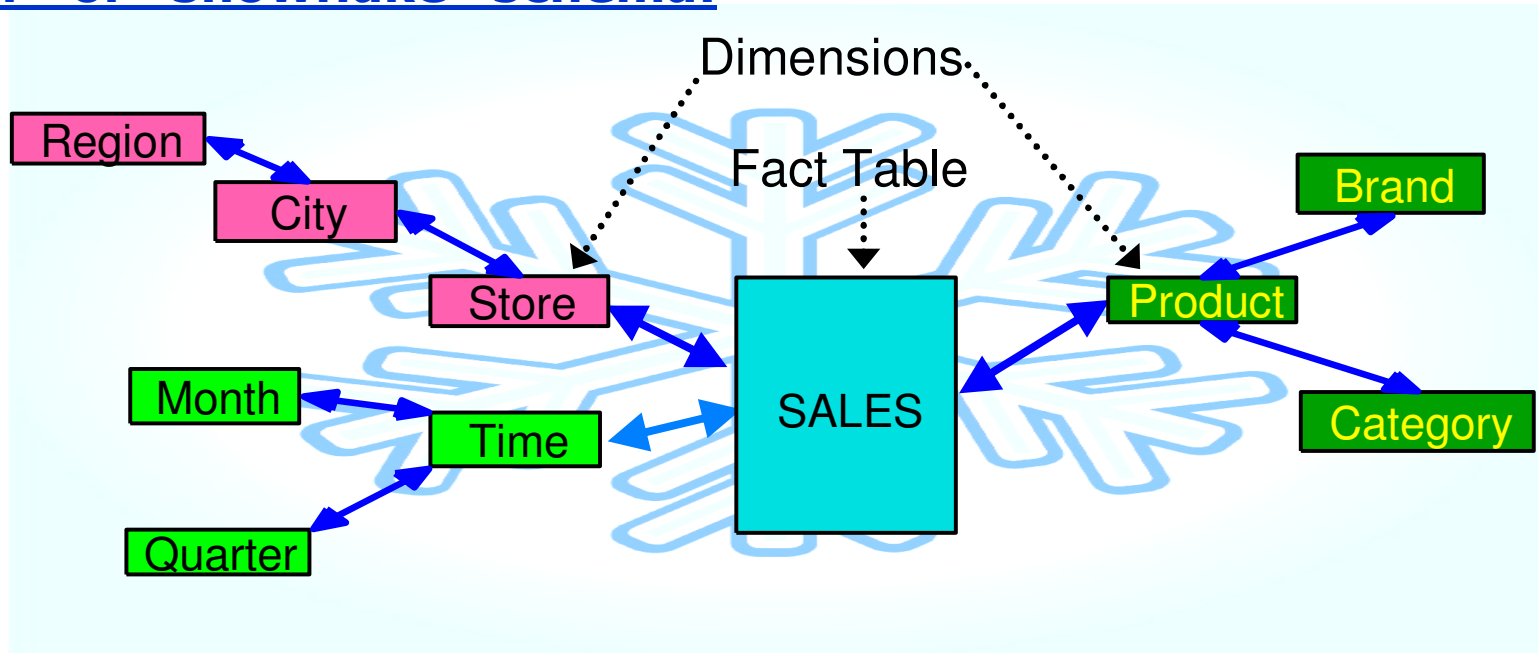 Dimensions
Fact Table
Region
City
Store
Month
Time
Quarter
SALES
Brand
Product
Category